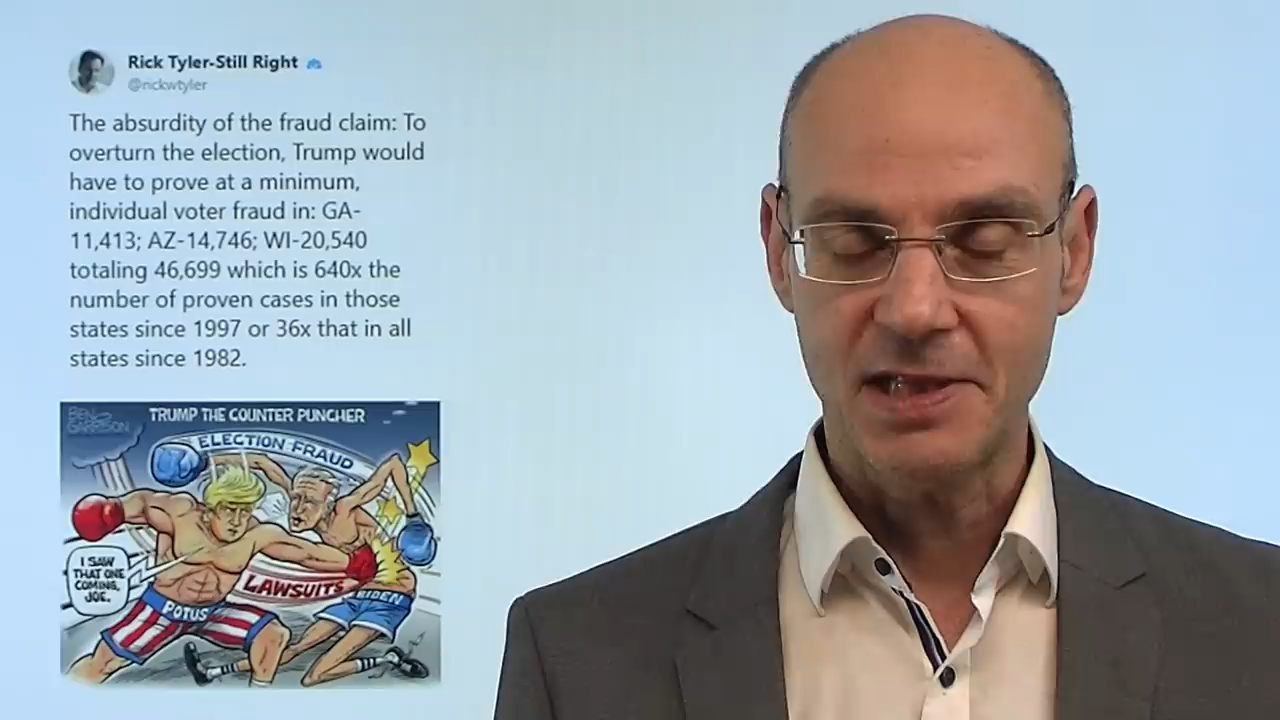 Rick Tyler-Still Right
@rickwtyler
The absurdity of the fraud claim: To
overturn the election, Trump would
have to prove at a minimum,
individual voter fraud in: GA-
11,413; AZ-14,746; WI-20,540
totaling 46,699 which is 640x the
number of proven cases in those
states since 1997 or 36x that in all
states since 1982.
BEN
GARRISON
TRUMP THE COUNTER PUNCHER
ELECTION FRAUD
I SAW
THAT ONE
COMING,
JOE.
LAWSUITS
POTUS
BIDEN